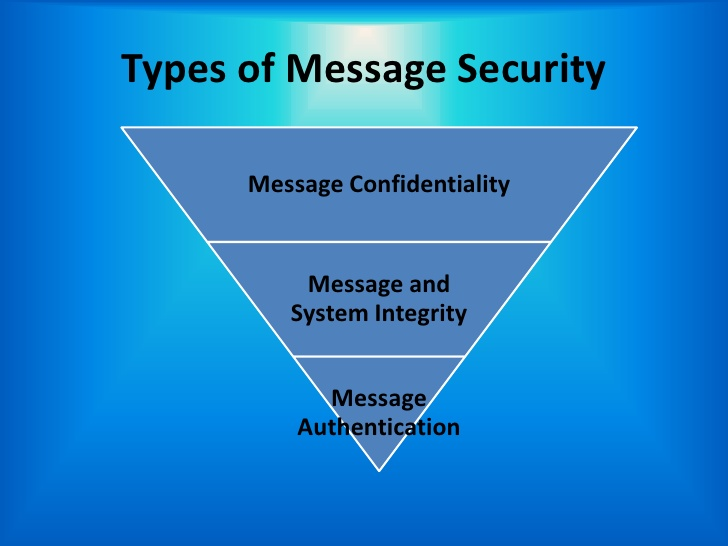 Types of Message Security
Message Confidentiality
Message and
System Integrity
Message
Authentication